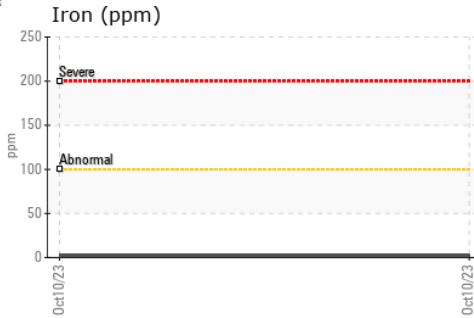 Iron (ppm)
250
Severe
200
150
ppm
Abnormal
100
50
0
Oct10/23
Oct10/23